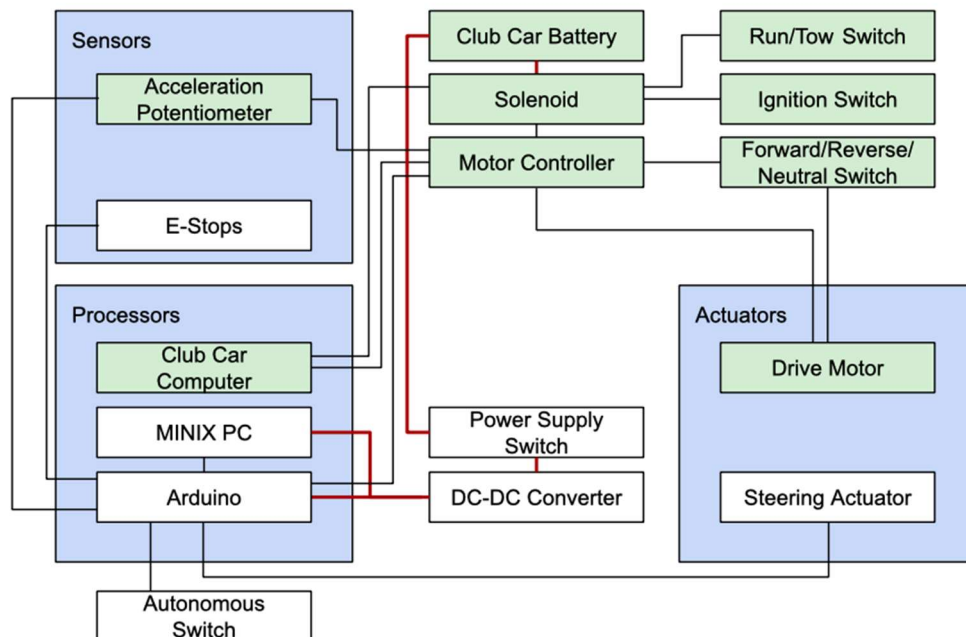 Sensors
Acceleration
Potentiometer
E-Stops
Club Car Battery
Solenoid
Motor Controller
Run/Tow Switch
Ignition Switch
Forward/Reverse/
Neutral Switch
Processors
Club Car
Computer
MINIX PC
Arduino
Power Supply
Switch
DC-DC Converter
Actuators
Drive Motor
Steering Actuator
Autonomous
Switch